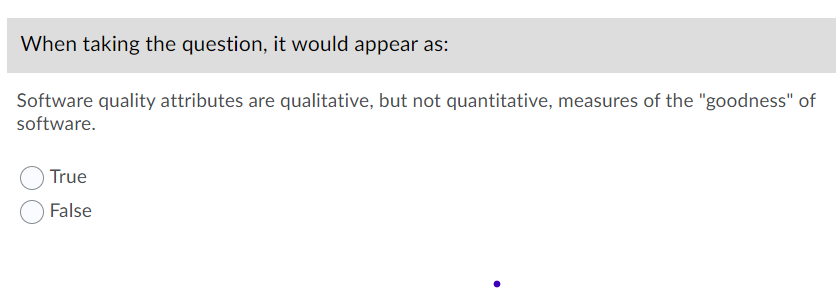 When taking the question, it would appear as:
Software quality attributes are qualitative, but not quantitative, measures of the "goodness" of
software.
True
False